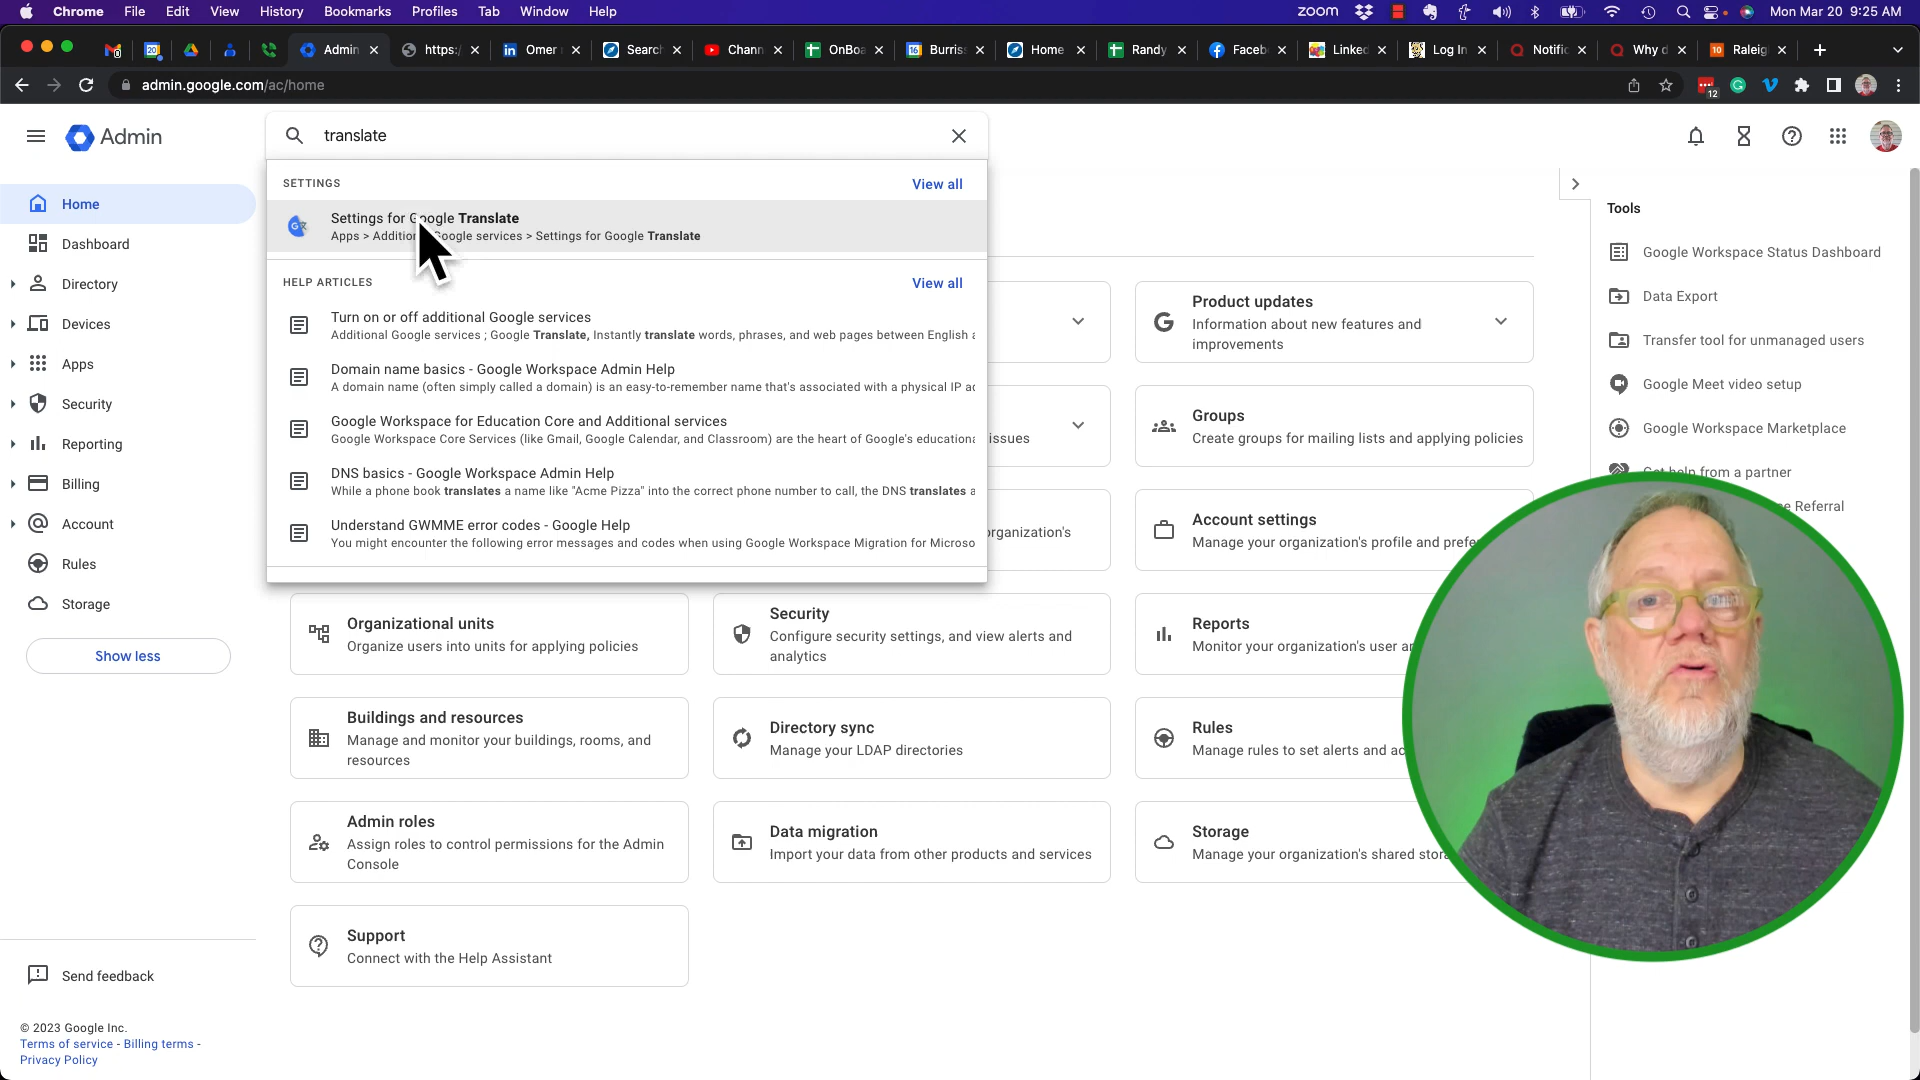 Chrome File Edit View History Bookmarks Profiles Tab Window Help zoom Mon Mar 20 9:25 AM
Admin https: Omer Search Chann OnBoa Burris Home Randy Faceb Linked Log In Notific Why d Raleig
admin.google.com/ac/home 12
Admin
translate
Home
Dashboard
Directory
Devices
Apps
Security
Reporting
Billing
Account
Rules
Storage
Show less
Send feedback
© 2023 Google Inc.
Terms of service - Billing terms -
Privacy Policy
SETTINGS View all
Settings for Google Translate
Apps > Addition Google services > Settings for Google Translate
HELP ARTICLES View all
Turn on or off additional Google services
Additional Google services ; Google Translate, Instantly translate words, phrases, and web pages between English a
Domain name basics - Google Workspace Admin Help
A domain name (often simply called a domain) is an easy-to-remember name that's associated with a physical IP ad
Google Workspace for Education Core and Additional services
Google Workspace Core Services (like Gmail, Google Calendar, and Classroom) are the heart of Google's educationa
DNS basics - Google Workspace Admin Help
While a phone book translates a name like "Acme Pizza" into the correct phone number to call, the DNS translates a
Understand GWMME error codes - Google Help
You might encounter the following error messages and codes when using Google Workspace Migration for Microso
Product updates
Information about new features and
improvements
issues
Groups
Create groups for mailing lists and applying policies
organization's
Account settings
Manage your organization's profile and prefe
Organizational units
Organize users into units for applying policies
Security
Configure security settings, and view alerts and
analytics
Reports
Monitor your organization's user an
Buildings and resources
Manage and monitor your buildings, rooms, and
resources
Directory sync
Manage your LDAP directories
Rules
Manage rules to set alerts and ac
Admin roles
Assign roles to control permissions for the Admin
Console
Data migration
Import your data from other products and services
Storage
Manage your organization's shared stora
Support
Connect with the Help Assistant
Tools
Google Workspace Status Dashboard
Data Export
Transfer tool for unmanaged users
Google Meet video setup
Google Workspace Marketplace
Get help from a partner
e Referral